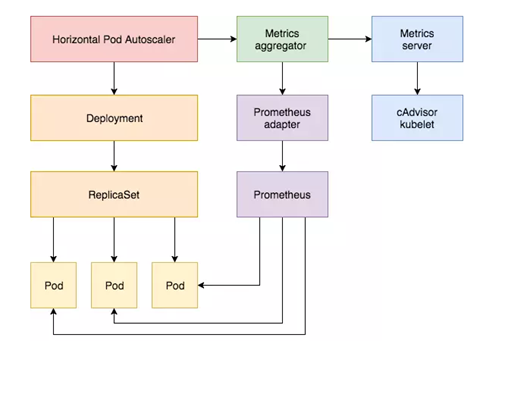 Horizontal Pod Autoscaler
Metrics
aggregator
Metrics
server
Deployment
Prometheus
adapter
cAdvisor
kubelet
ReplicaSet
Prometheus
Pod
Pod
Pod